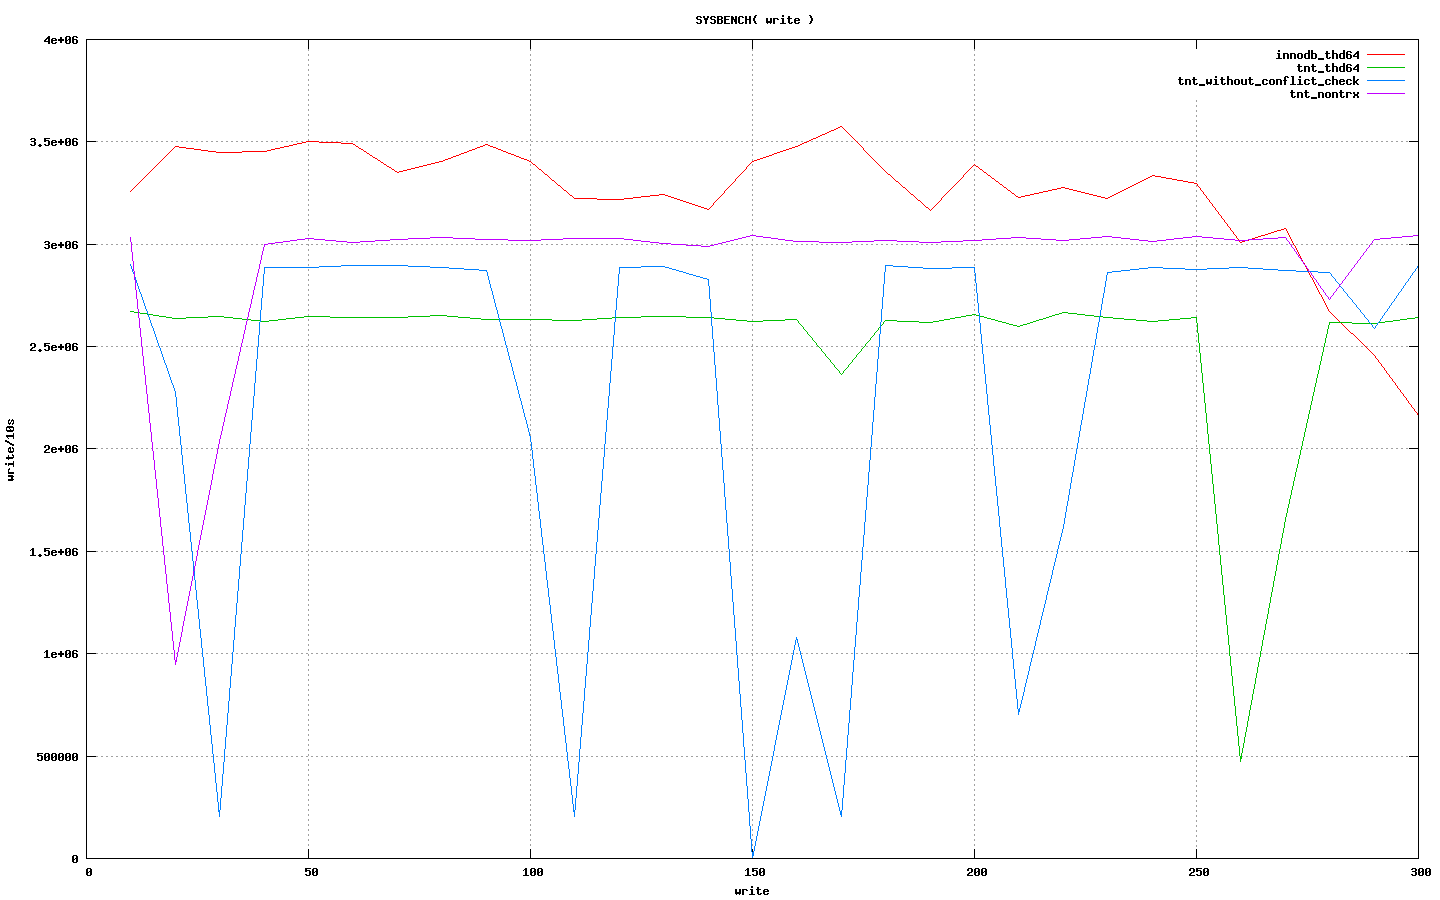 SYSBENCH( write )
4e+06
innodb_thd64
tnt_thd64
tnt_without_conflict_check
tnt_nontrx
3.5e+06
3e+06
2.5e+06
2e+06
write/10s
1.5e+06
1e+06
500000
0
0 50 100 150 200 250 300
write